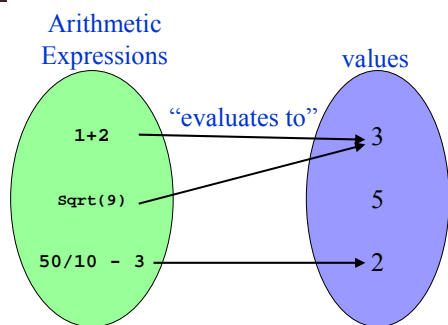 Arithmetic
Expressions
values
“evaluates to”
1+2
3
Sqrt(9)
5
50/10 - 3
2